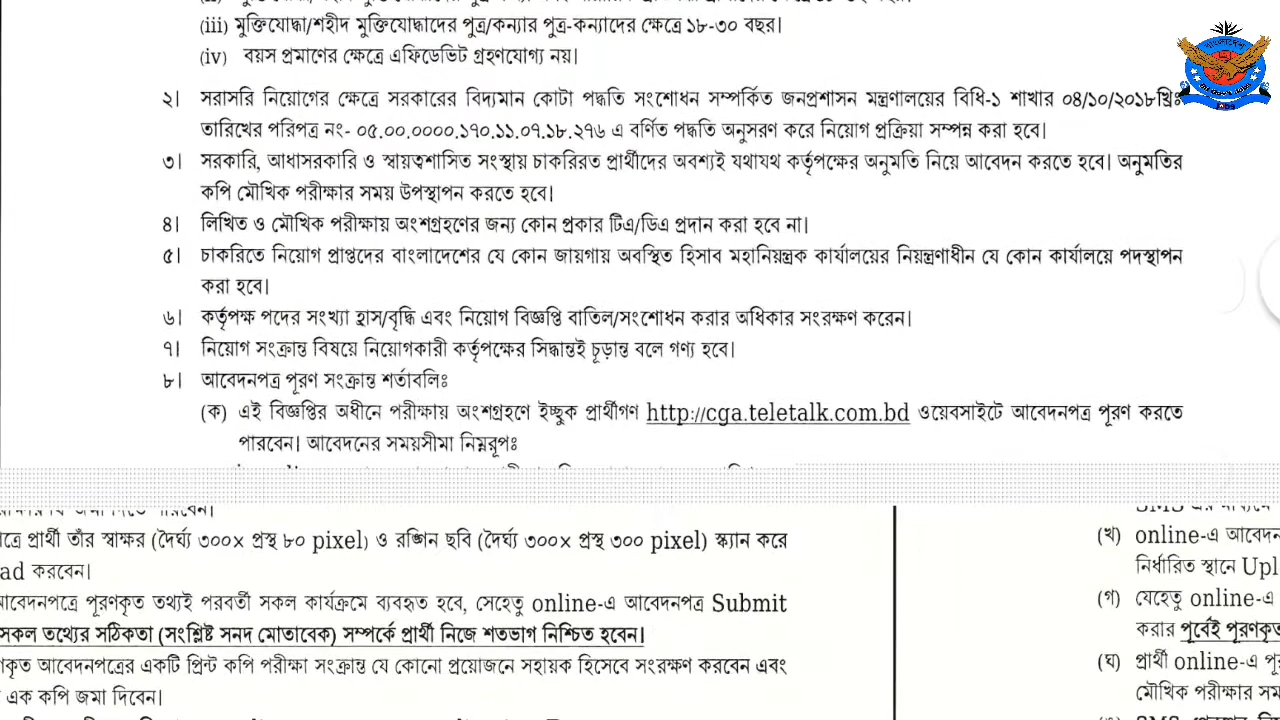 (iii) মুক্তিযোদ্ধা/শহীদ মুক্তিযোদ্ধাদের পুত্র/কন্যার পুত্র-কন্যাদের ক্ষেত্রে ১৮-৩০ বছর।
(iv) বয়স প্রমাণের ক্ষেত্রে এফিডেভিট গ্রহণযোগ্য নয়।
২। সরাসরি নিয়োগের ক্ষেত্রে সরকারের বিদ্যমান কোটা পদ্ধতি সংশোধন সম্পর্কিত জনপ্রশাসন মন্ত্রণালয়ের বিধি-১ শাখার ০৪/১০/২০১৮খ্রিঃ
তারিখের পরিপত্র নং- ০৫.০০.০০০০.১৭০.১১.০৭.১৮.২৭৬ এ বর্ণিত পদ্ধতি অনুসরণ করে নিয়োগ প্রক্রিয়া সম্পন্ন করা হবে।
৩। সরকারি, আধাসরকারি ও স্বায়ত্বশাসিত সংস্থায় চাকরিরত প্রার্থীদের অবশ্যই যথাযথ কর্তৃপক্ষের অনুমতি নিয়ে আবেদন করতে হবে। অনুমতির
কপি মৌখিক পরীক্ষার সময় উপস্থাপন করতে হবে।
৪। লিখিত ও মৌখিক পরীক্ষায় অংশগ্রহণের জন্য কোন প্রকার টিএ/ডিএ প্রদান করা হবে না।
৫। চাকরিতে নিয়োগ প্রাপ্তদের বাংলাদেশের যে কোন জায়গায় অবস্থিত হিসাব মহানিয়ন্ত্রক কার্যালয়ের নিয়ন্ত্রণাধীন যে কোন কার্যালয়ে পদস্থাপন
করা হবে।
৬। কর্তৃপক্ষ পদের সংখ্যা হ্রাস/বৃদ্ধি এবং নিয়োগ বিজ্ঞপ্তি বাতিল/সংশোধন করার অধিকার সংরক্ষণ করেন।
৭। নিয়োগ সংক্রান্ত বিষয়ে নিয়োগকারী কর্তৃপক্ষের সিদ্ধান্তই চূড়ান্ত বলে গণ্য হবে।
৮। আবেদনপত্র পূরণ সংক্রান্ত শর্তাবলিঃ
(ক) এই বিজ্ঞপ্তির অধীনে পরীক্ষায় অংশগ্রহণে ইচ্ছুক প্রার্থীগণ http://cga.teletalk.com.bd ওয়েবসাইটে আবেদনপত্র পূরণ করতে
পারবেন। আবেদনের সময়সীমা নিম্নরূপঃ
ত্রে প্রার্থী তাঁর স্বাক্ষর (দৈর্ঘ্য ৩০০× প্রস্থ ৮০ pixel) ও রঙ্গিন ছবি (দৈর্ঘ্য ৩০০× প্রস্থ ৩০০ pixel) স্ক্যান করে
ad করবেন।
আবেদনপত্রে পূরণকৃত তথ্যই পরবর্তী সকল কার্যক্রমে ব্যবহৃত হবে, সেহেতু online-এ আবেদনপত্র Submit
সকল তথ্যের সঠিকতা (সংশ্লিষ্ট সনদ মোতাবেক) সম্পর্কে প্রার্থী নিজে শতভাগ নিশ্চিত হবেন।
কৃত আবেদনপত্রের একটি প্রিন্ট কপি পরীক্ষা সংক্রান্ত যে কোনো প্রয়োজনে সহায়ক হিসেবে সংরক্ষণ করবেন এবং
এক কপি জমা দিবেন।
(খ) online-এ আবেদন
নির্ধারিত স্থানে Upl
(গ) যেহেতু online-এ
করার পূর্বেই পূরণকৃত
(ঘ) প্রার্থী online-এ পূ
মৌখিক পরীক্ষার সম